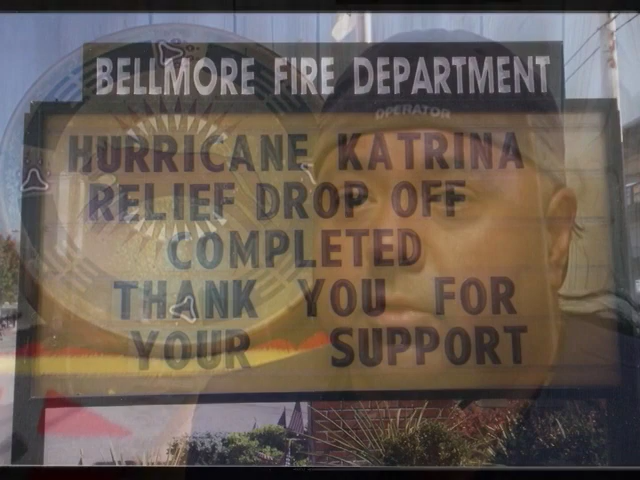 BELLMORE FIRE DEPARTMENT
OPERATOR
HURRICANE KATRINA
RELIEF DROP OFF
COMPLETED
THANK YOU FOR
YOUR SUPPORT